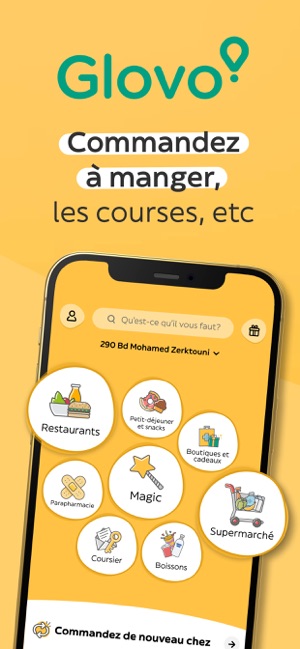 Glovo
Commandez
à manger,
les courses, etc
Qu'est-ce qu'il vous faut?
290 Bd Mohamed Zerktouni
Restaurants
Petit-déjeuner
et snacks
Boutiques et
cadeaux
Parapharmacie
Magic
Supermarché
Coursier
Boissons
Commandez de nouveau chez